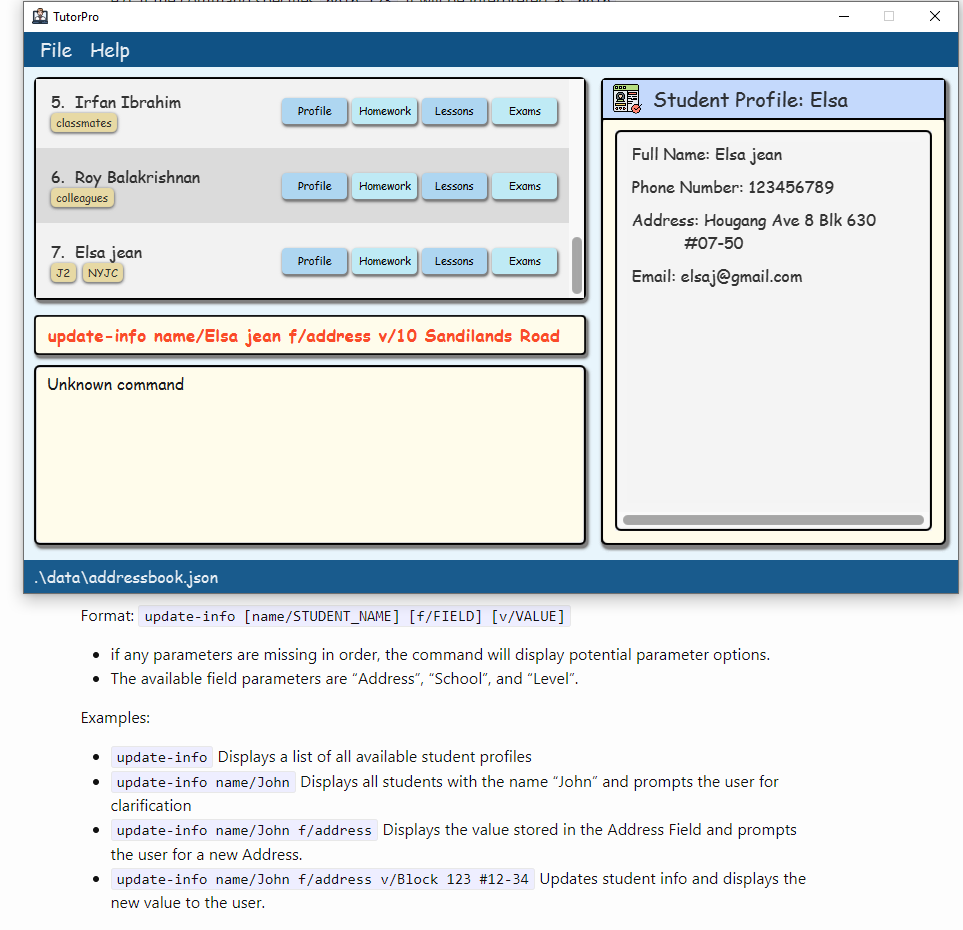 TutorPro
File Help
5. Irfan Ibrahim
classmates
Profile Homework Lessons Exams
6. Roy Balakrishnan
colleagues
Profile Homework Lessons Exams
7. Elsa jean
J2 NYJC
Profile Homework Lessons Exams
update-info name/Elsa jean f/address v/10 Sandilands Road
Unknown command
Student Profile: Elsa
Full Name: Elsa jean
Phone Number: 123456789
Address: Hougang Ave 8 Blk 630
#07-50
Email: elsaj@gmail.com
.\data\addressbook.json
Format: update-info [name/STUDENT_NAME] [f/FIELD] [v/VALUE]
• if any parameters are missing in order, the command will display potential parameter options.
• The available field parameters are “Address”, “School”, and “Level”.
Examples:
• update-info Displays a list of all available student profiles
• update-info name/John Displays all students with the name “John” and prompts the user for
clarification
• update-info name/John f/address Displays the value stored in the Address Field and prompts
the user for a new Address.
• update-info name/John f/address v/Block 123 #12-34 Updates student info and displays the
new value to the user.